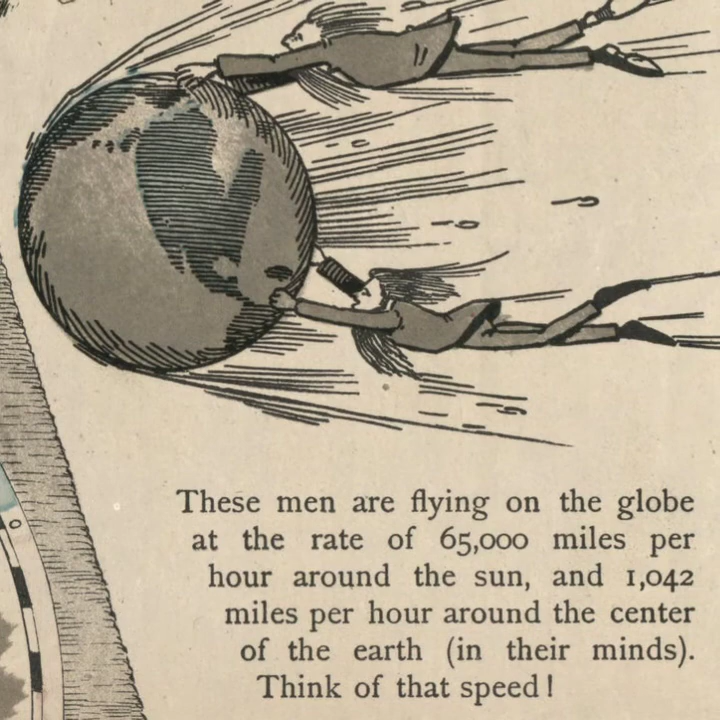 These men are flying on the globe
at the rate of 65,000 miles per
hour around the sun, and 1,042
miles per hour around the center
of the earth (in their minds).
Think of that speed!